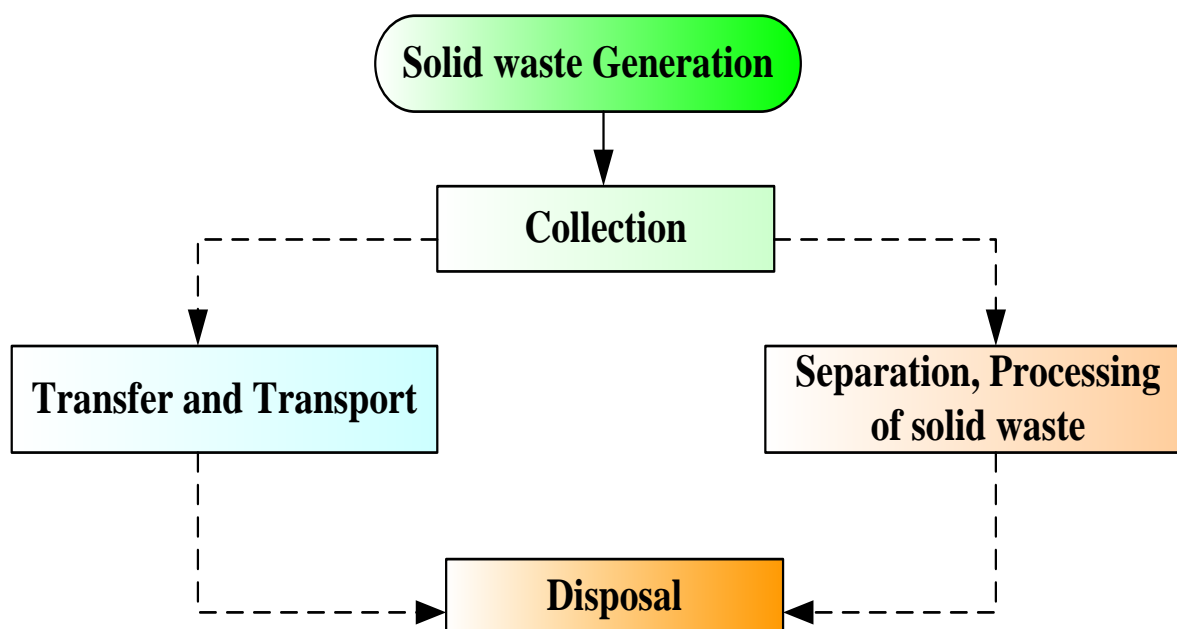 Solid waste Generation
Collection
Transfer and Transport
Separation, Processing
of solid waste
Disposal